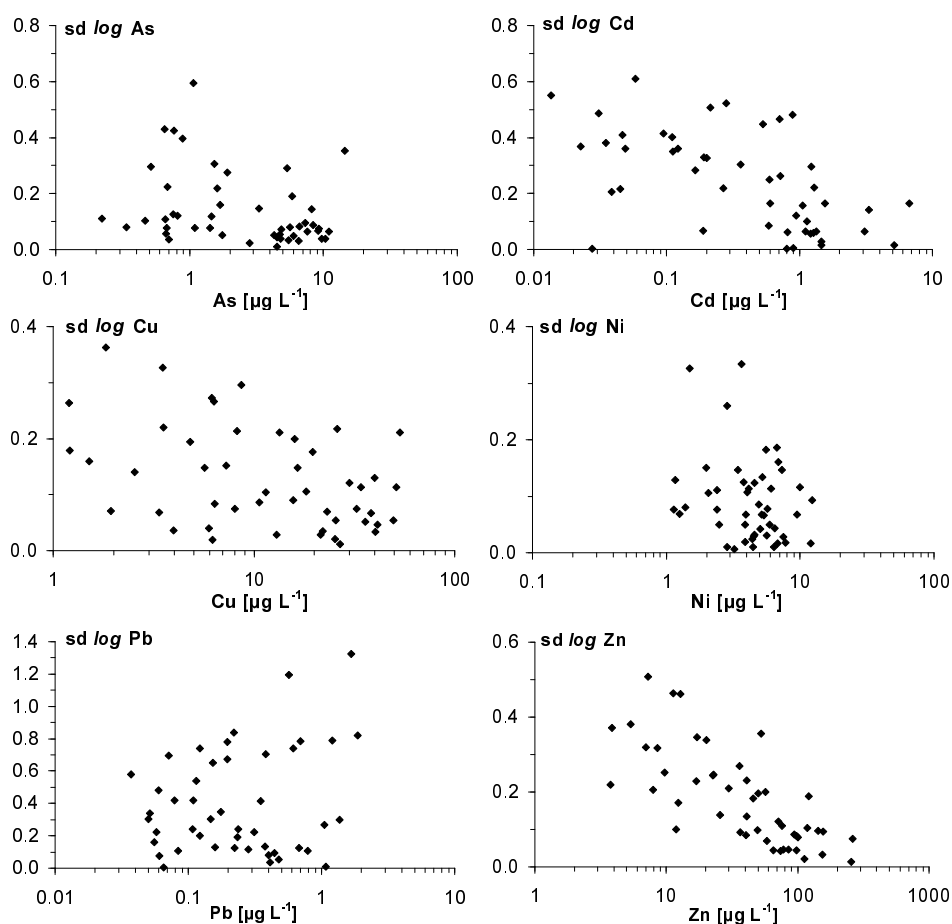 sd log As
0.8
0.6
0.4
0.2
0.0
0.1 1 10 100
As [µg L-1]
sd log Cd
0.8
0.6
0.4
0.2
0.0
0.01 0.1 1 10
Cd [µg L-1]
sd log Cu
0.4
0.2
0.0
1 10 100
Cu [µg L-1]
sd log Ni
0.4
0.2
0.0
0.1 1 10 100
Ni [µg L-1]
sd log Pb
1.4
1.2
1.0
0.8
0.6
0.4
0.2
0.0
0.01 0.1 1 10
Pb [µg L-1]
sd log Zn
0.6
0.4
0.2
0.0
1 10 100 1000
Zn [µg L-1]